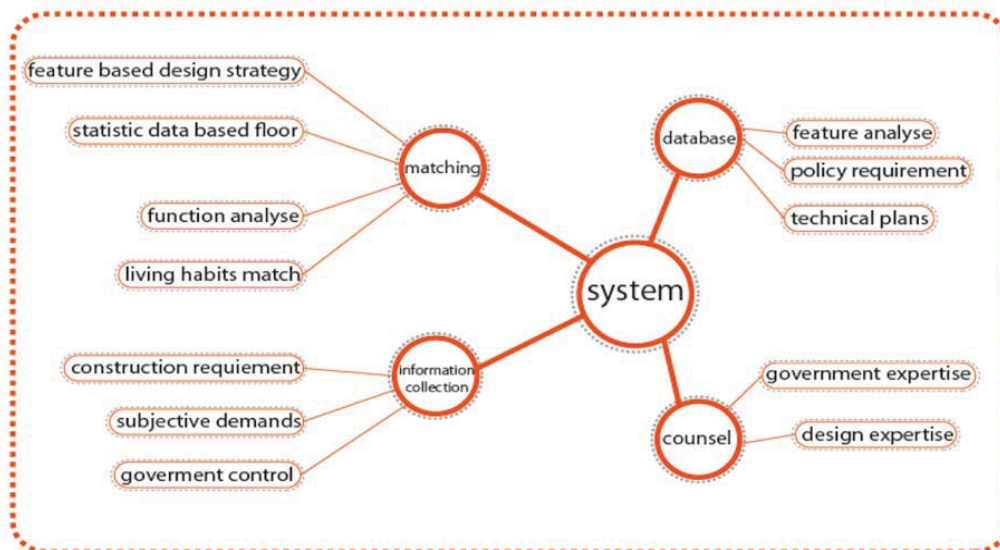 feature based design strategy
statistic data based floor
matching
function analyse
living habits match
database
feature analyse
policy requirement
technical plans
system
construction requiement
information
collection
subjective demands
goverment control
government expertise
counsel
design expertise